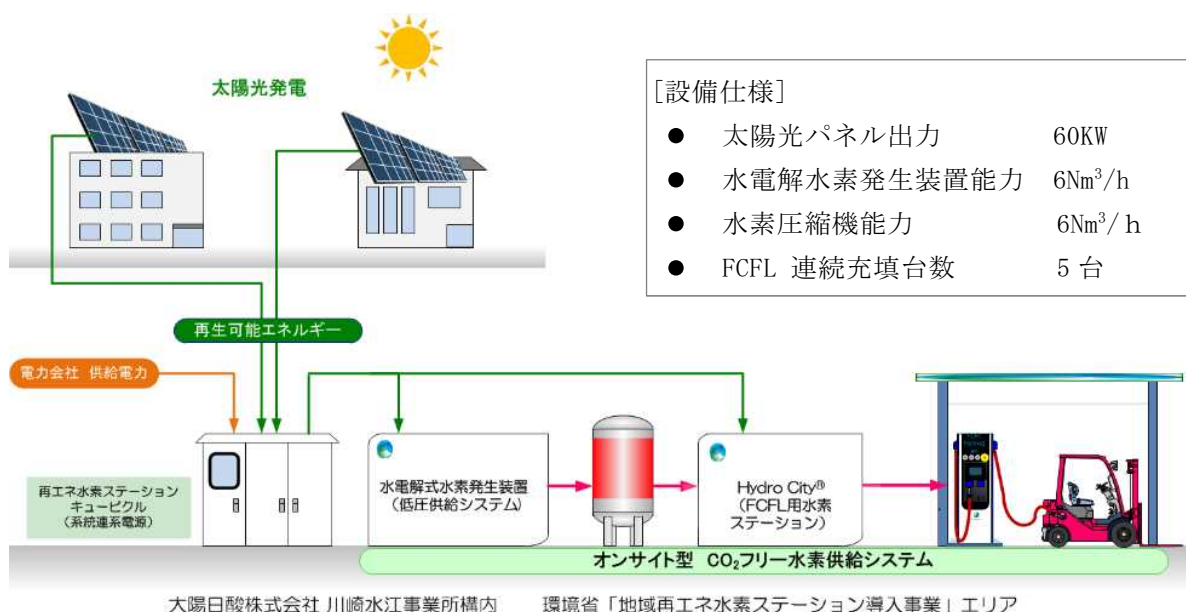 太陽光発電
[設備仕様]
● 太陽光パネル出力 60KW
● 水電解水素発生装置能力 6Nm³/h
● 水素圧縮機能力 6Nm³/ｈ
● FCFL 連続充填台数 5台
再生可能エネルギー
電力会社 供給電力
再エネ水素ステーション
キュービクル
（系統連系電源）
水電解式水素発生装置
（低圧供給システム）
Hydro City®
（FCFL用水素
ステーション）
オンサイト型 CO₂フリー水素供給システム
大陽日酸株式会社 川崎水江事業所構内 環境省「地域再エネ水素ステーション導入事業」エリア